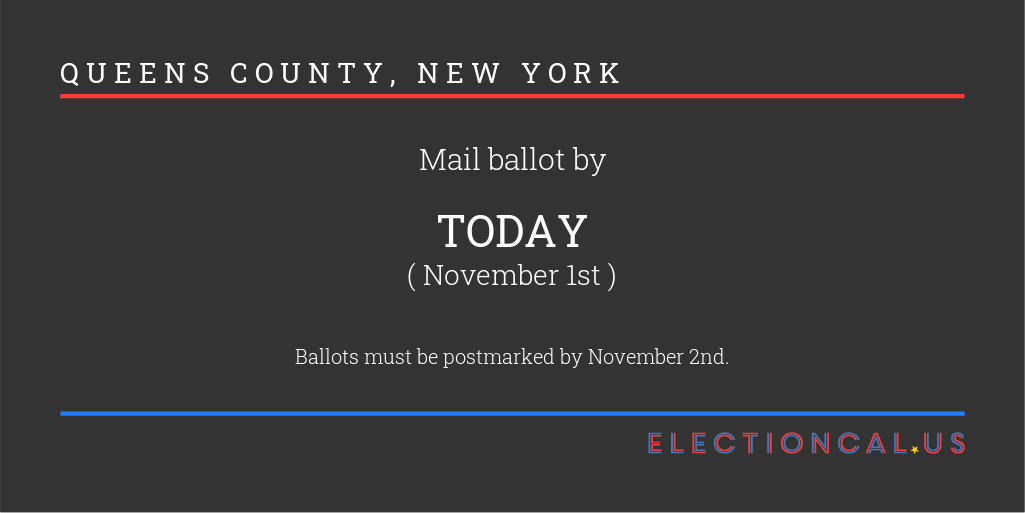 QUEENS COUNTY, NEW YORK
Mail ballot by
TODAY
( November 1st )
Ballots must be postmarked by November 2nd.
ELECTIONCAL.US